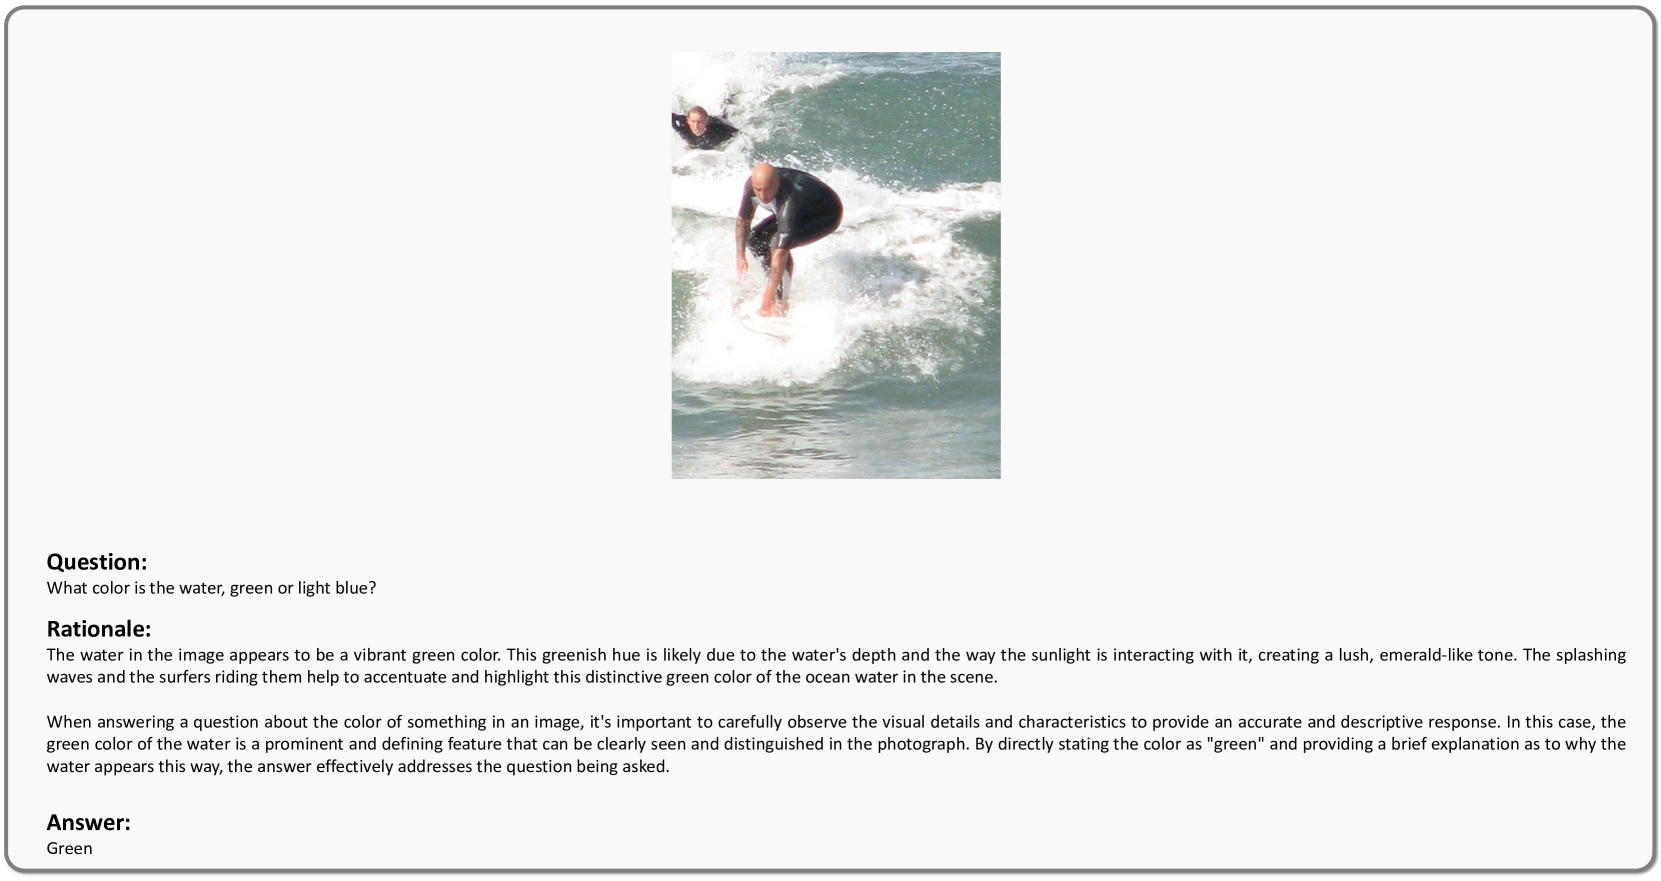 Question:
What color is the water, green or light blue?
Rationale:
The water in the image appears to be a vibrant green color. This greenish hue is likely due to the water's depth and the way the sunlight is interacting with it, creating a lush, emerald-like tone. The splashing
waves and the surfers riding them help to accentuate and highlight this distinctive green color of the ocean water in the scene.
When answering a question about the color of something in an image, it's important to carefully observe the visual details and characteristics to provide an accurate and descriptive response. In this case, the
green color of the water is a prominent and defining feature that can be clearly seen and distinguished in the photograph. By directly stating the color as "green" and providing a brief explanation as to why the
water appears this way, the answer effectively addresses the question being asked.
Answer:
Green